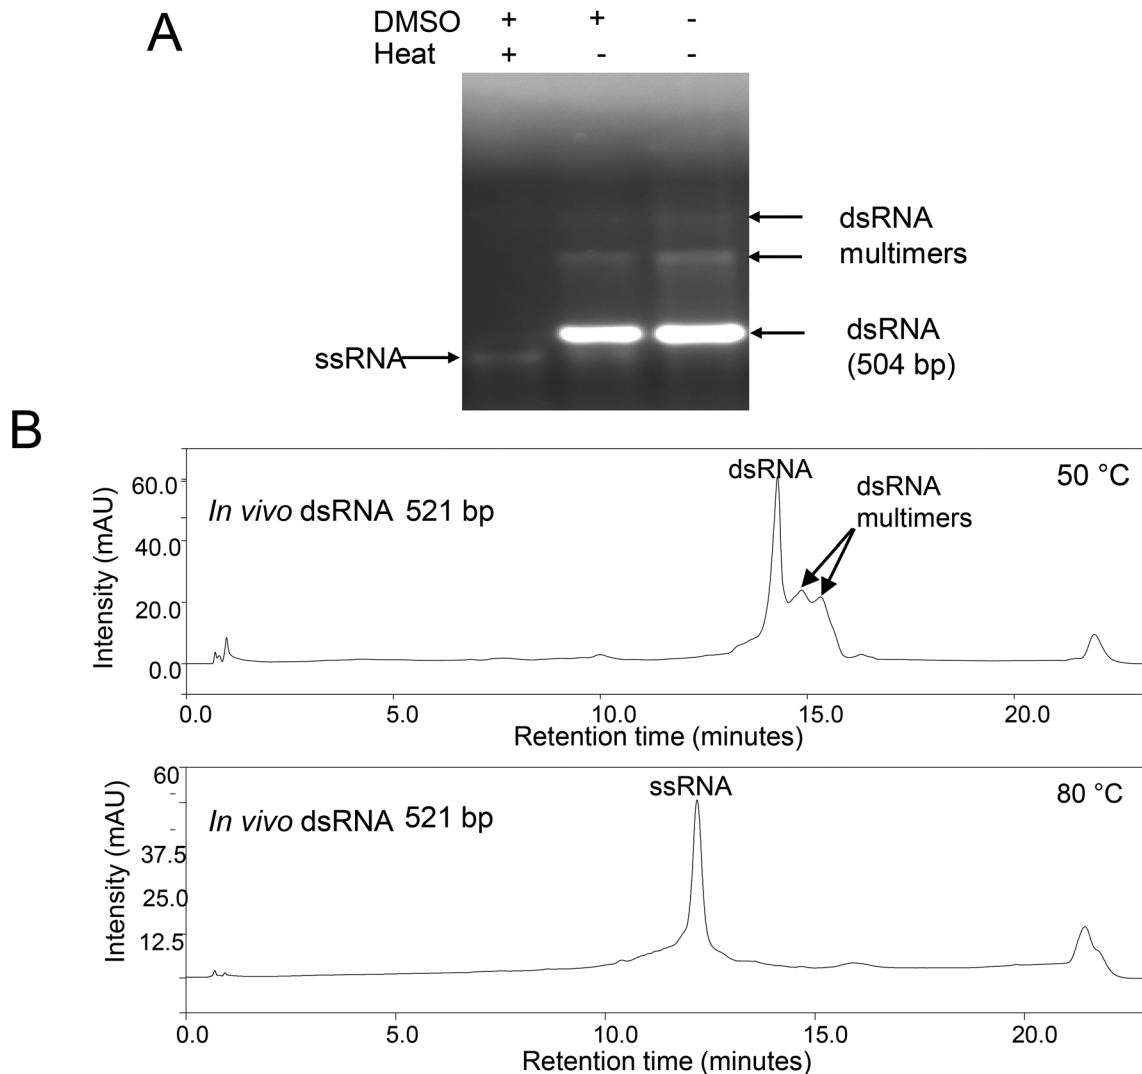 A
DMSO + + -
Heat + - -
dsRNA
multimers
dsRNA
(504 bp)
ssRNA
B
60.0
40.0
20.0
0.0
Intensity (mAU)
In vivo dsRNA 521 bp
dsRNA
dsRNA
multimers
50 °C
0.0 5.0 10.0 15.0 20.0
Retention time (minutes)
60
37.5
25.0
12.5
Intensity (mAU)
In vivo dsRNA 521 bp
ssRNA
80 °C
0.0 5.0 10.0 15.0 20.0
Retention time (minutes)